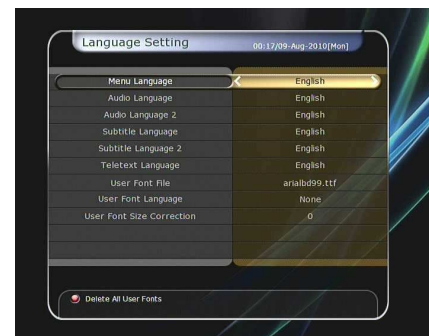 Language Setting 00:17/09-Aug-2010[Mon]
Menu Language English
Audio Language English
Audio Language 2 English
Subtitle Language English
Subtitle Language 2 English
Teletext Language English
User Font File arialbd99.ttf
User Font Language None
User Font Size Correction 0
Delete All User Fonts